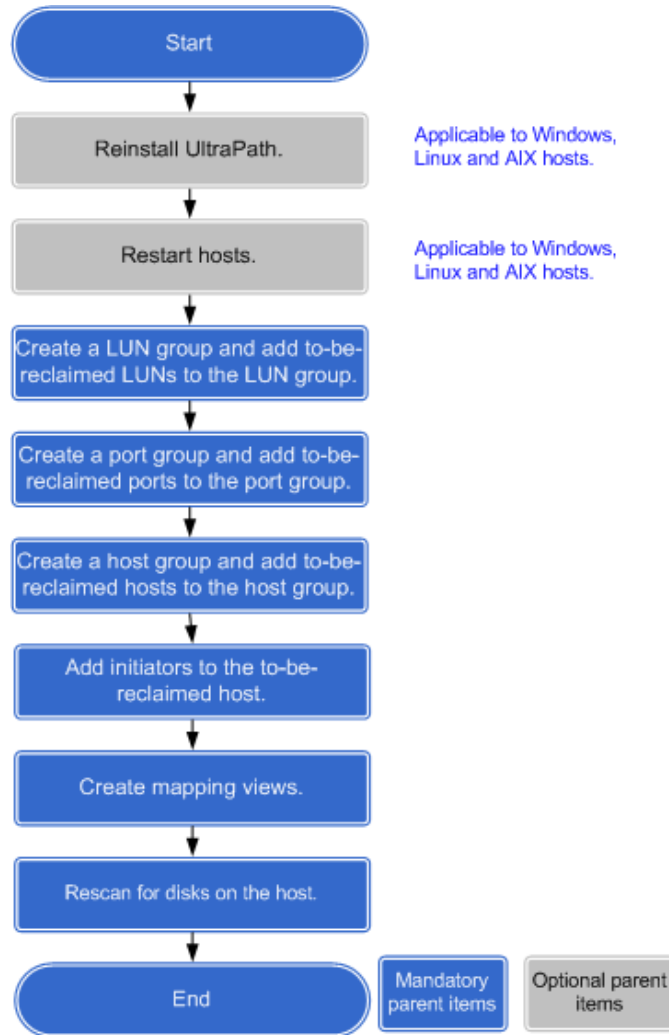 Start
Reinstall UltraPath.
Applicable to Windows,
Linux and AIX hosts.
Restart hosts.
Applicable to Windows,
Linux and AIX hosts.
Create a LUN group and add to-be-
reclaimed LUNs to the LUN group.
Create a port group and add to-be-
reclaimed ports to the port group.
Create a host group and add to-be-
reclaimed hosts to the host group.
Add initiators to the to-be-
reclaimed host.
Create mapping views.
Rescan for disks on the host.
End
Mandatory
parent items
Optional parent
items